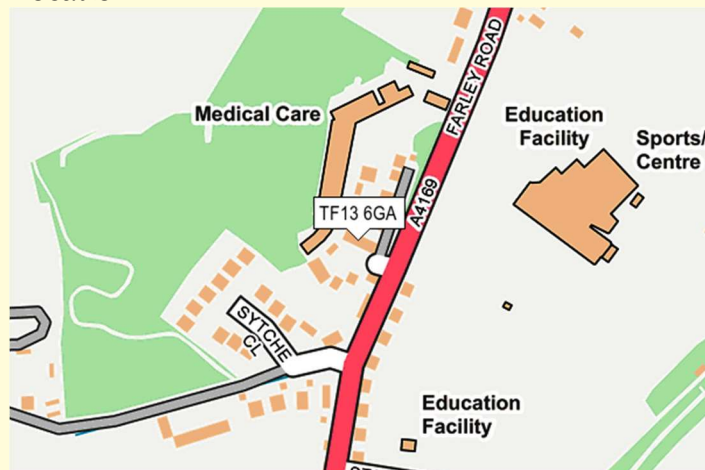 FARLEY ROAD
Medical Care
Education
Facility
Sports/
Centre
A4169
TF13 6GA
SYTCHE
CL
Education
Facility